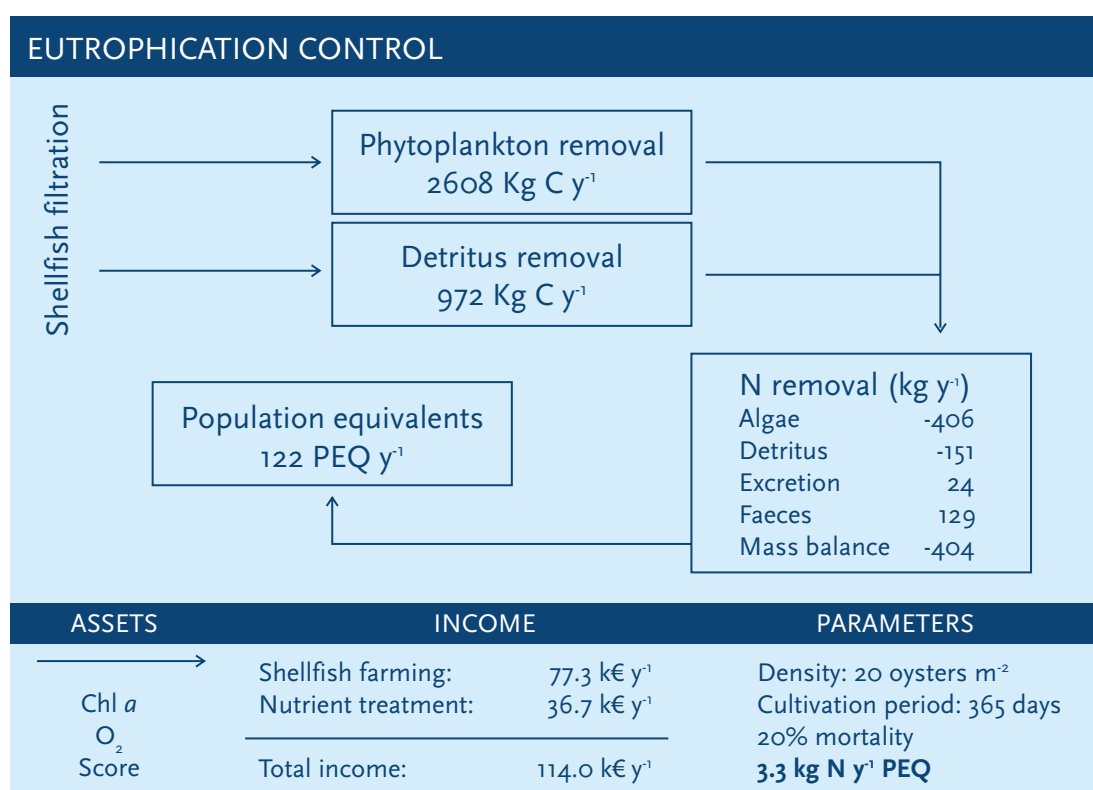 EUTROPHICATION CONTROL
Shellfish filtration
Phytoplankton removal
2608 Kg C y⁻¹
Detritus removal
972 Kg C y⁻¹
N removal (kg y⁻¹)
Algae -406
Detritus -151
Excretion 24
Faeces 129
Mass balance -404
Population equivalents
122 PEQ y⁻¹
ASSETS
Chl a
O₂
Score
INCOME
Shellfish farming: 77.3 k€ y⁻¹
Nutrient treatment: 36.7 k€ y⁻¹
Total income: 114.0 k€ y⁻¹
PARAMETERS
Density: 20 oysters m⁻²
Cultivation period: 365 days
20% mortality
3.3 kg N y⁻¹ PEQ